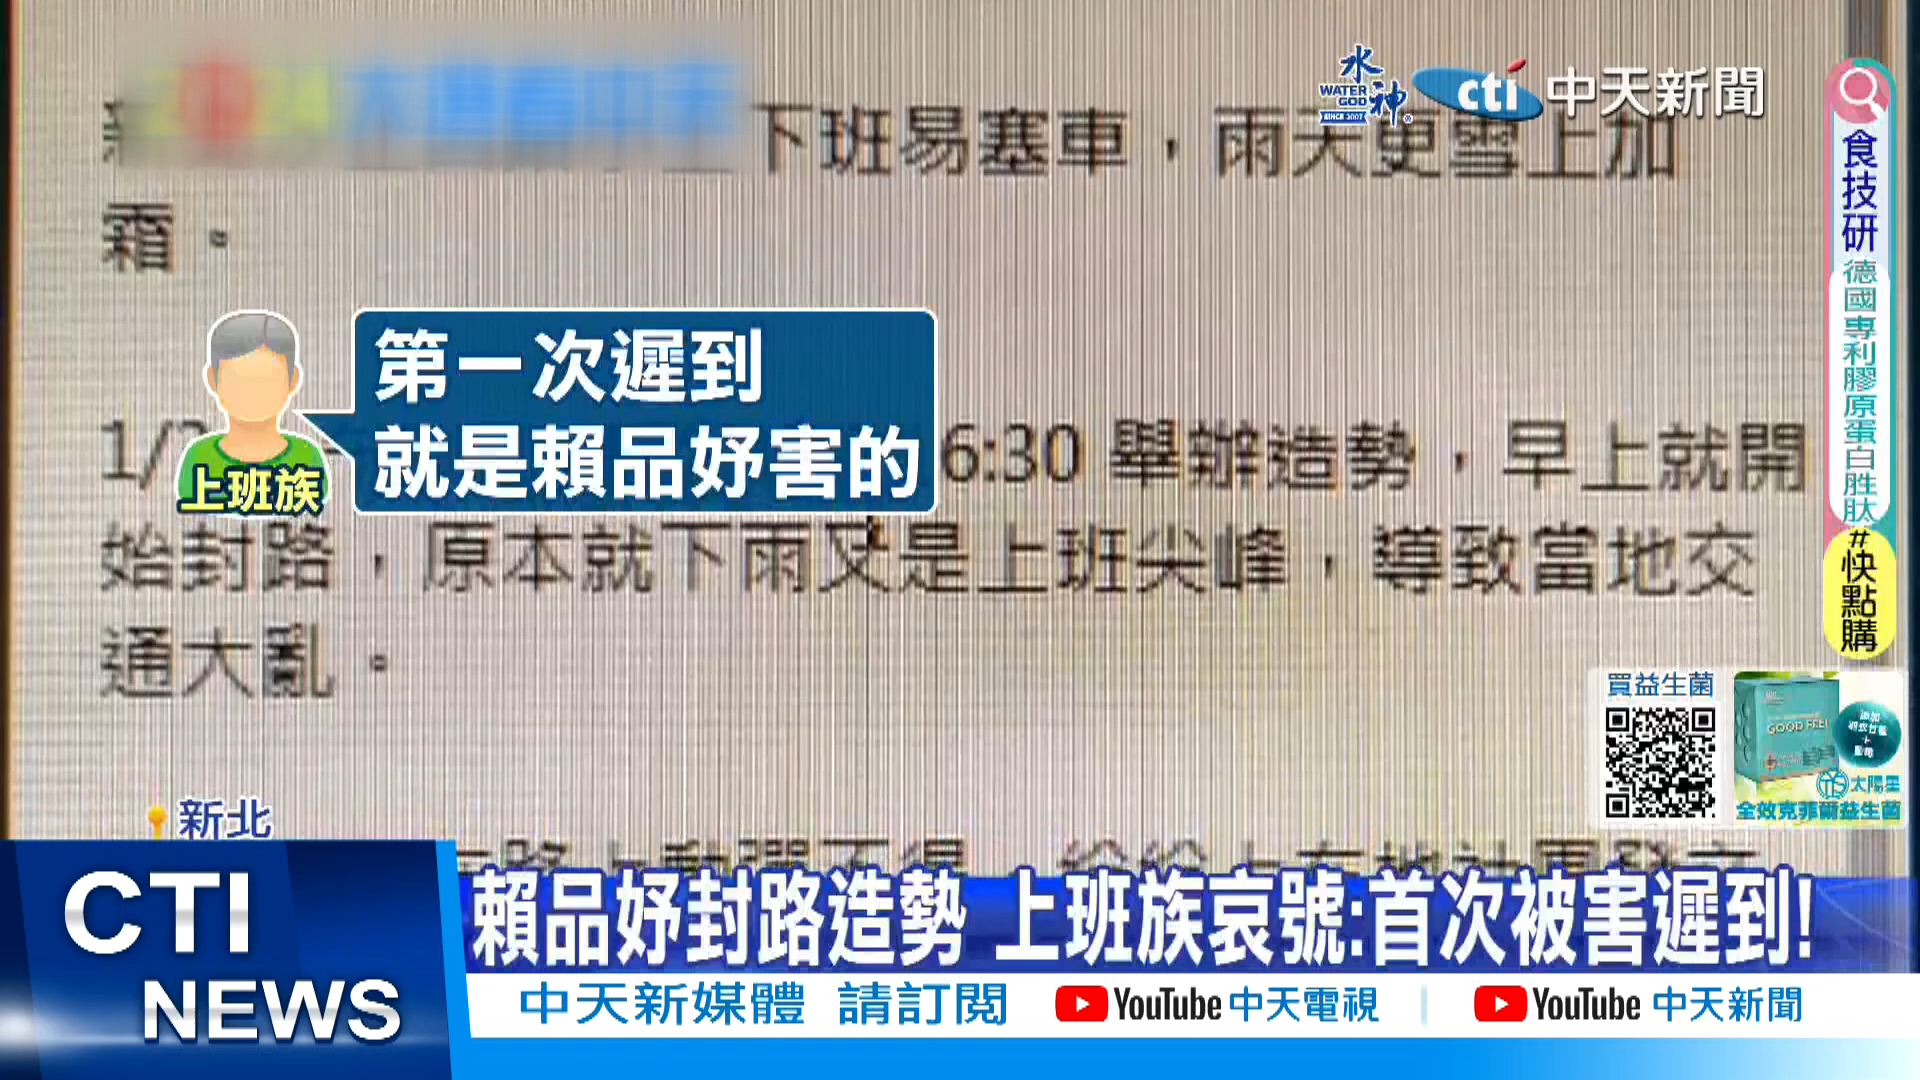 下班易塞車，雨天更雪上加
霜。
水神
WATER GOD
SINCE 2007
cti 中天新聞
食技研
德國專利膠原蛋白胜肽
#快點購
第一次遲到
就是賴品妤害的
上班族
1/
6:30 舉辦造勢，早上就開
始封路，原本就下雨又是上班尖峰，導致當地交
通大亂。
買益生菌
GOOD FEEL
太陽星
全效克菲爾益生菌
新北
CTI
NEWS
賴品妤封路造勢 上班族哀號:首次被害遲到!
中天新媒體 請訂閱 YouTube 中天電視 YouTube 中天新聞